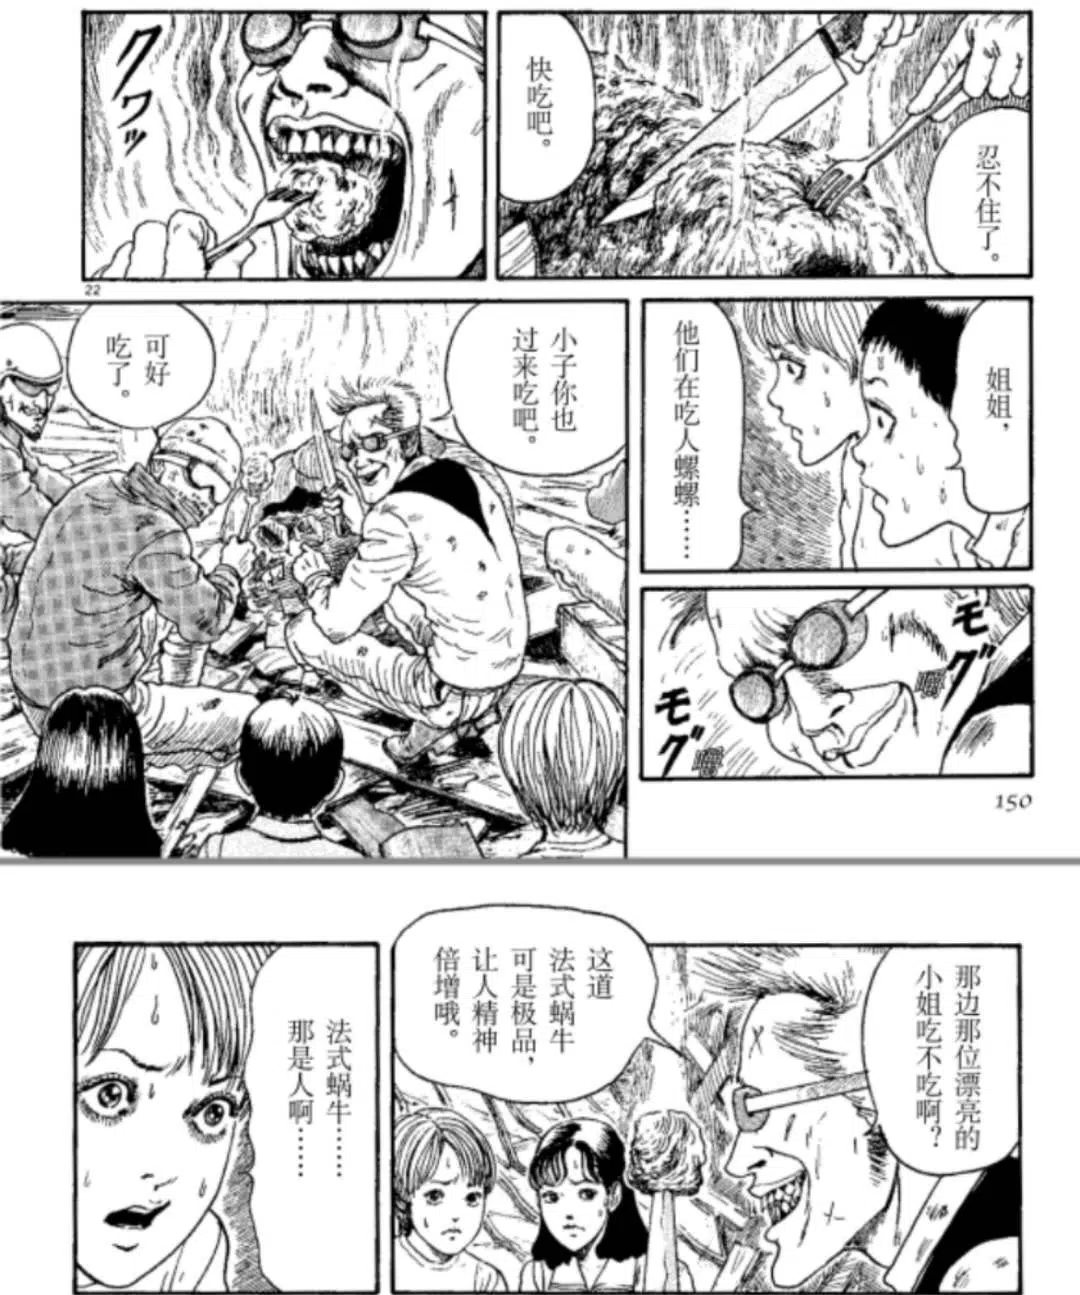 忍不住了。
快吃吧。
クワッ
22
姐姐，
他们在吃人螺螺……
モグ
嚼
モグ
嚼
小子你也
过来吃吧。
可好
吃了。
150
那边那位漂亮的
小姐吃不吃啊？
这道
法式蜗牛
可是极品，
让人精神
倍增哦。
法式蜗牛……
那是人啊……